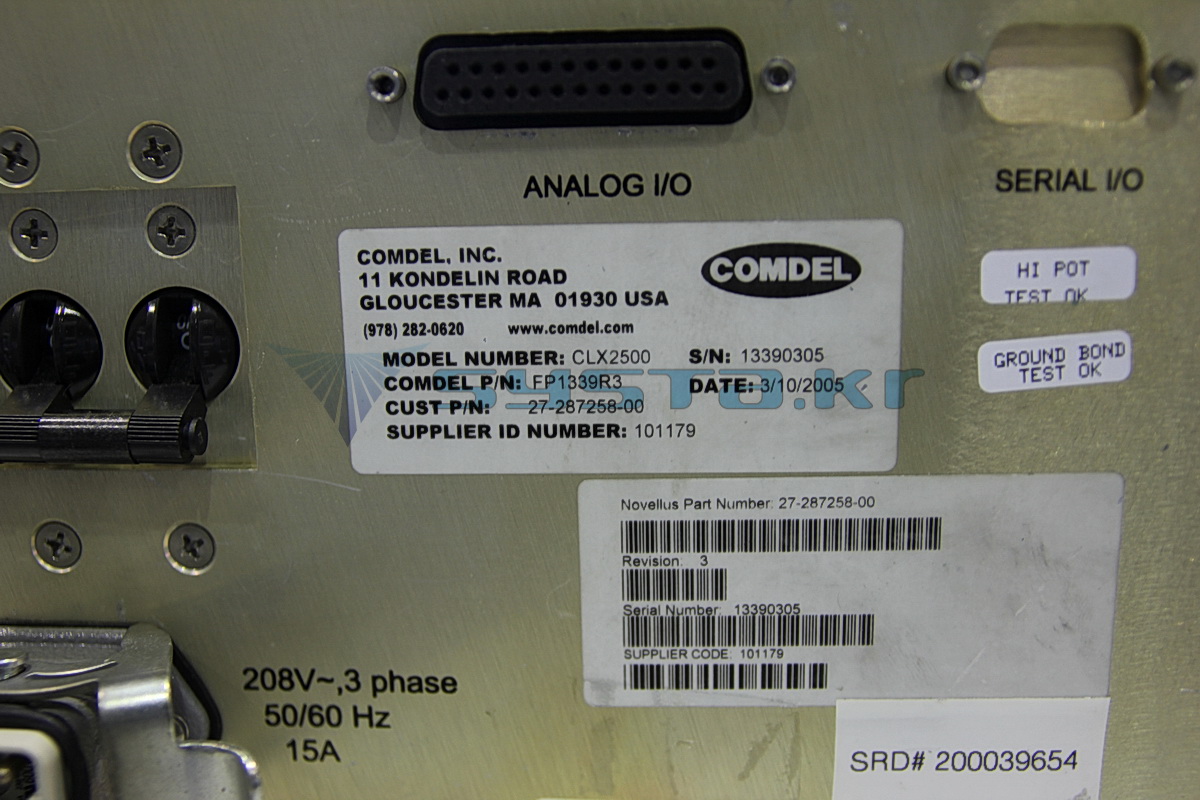 ANALOG I/O
SERIAL I/O
COMDEL, INC.
11 KONDELIN ROAD
GLOUCESTER MA 01930 USA
(978) 282-0620 www.comdel.com
COMDEL
MODEL NUMBER: CLX2500 S/N: 13390305
COMDEL P/N: FP1339R3 DATE: 3/10/2005
CUST P/N: 27-287258-00
SUPPLIER ID NUMBER: 101179
systo.kr
HI POT
TEST OK
GROUND BOND
TEST OK
Novellus Part Number: 27-287258-00
Revision: 3
Serial Number: 13390305
SUPPLIER CODE: 101179
208V~,3 phase
50/60 Hz
15A
SRD# 200039654